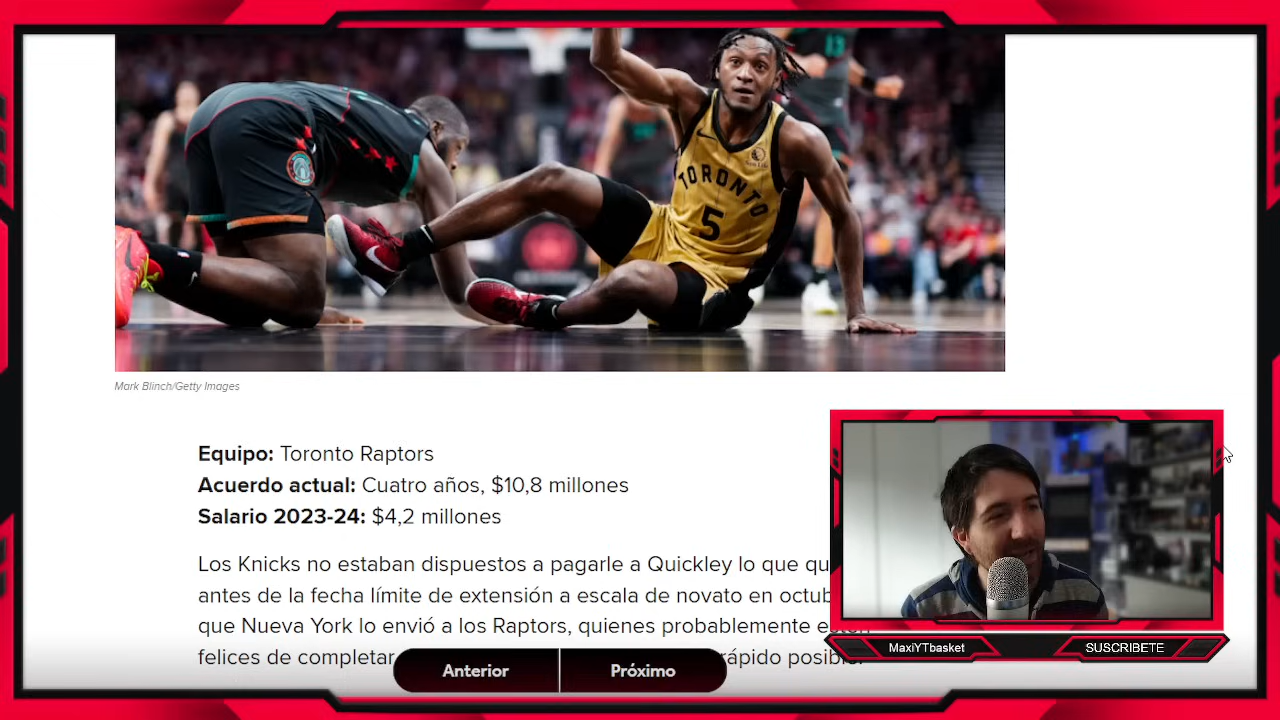 13
TORONTO
5
Mark Blinch/Getty Images
Equipo: Toronto Raptors
Acuerdo actual: Cuatro años, $10,8 millones
Salario 2023-24: $4,2 millones
Los Knicks no estaban dispuestos a pagarle a Quickley lo que
antes de la fecha límite de extensión a escala de novato en
que Nueva York lo envió a los Raptors, quienes probablemente
felices de completar rápido
Anterior
Próximo
MaxiYTbasket
SUSCRIBETE